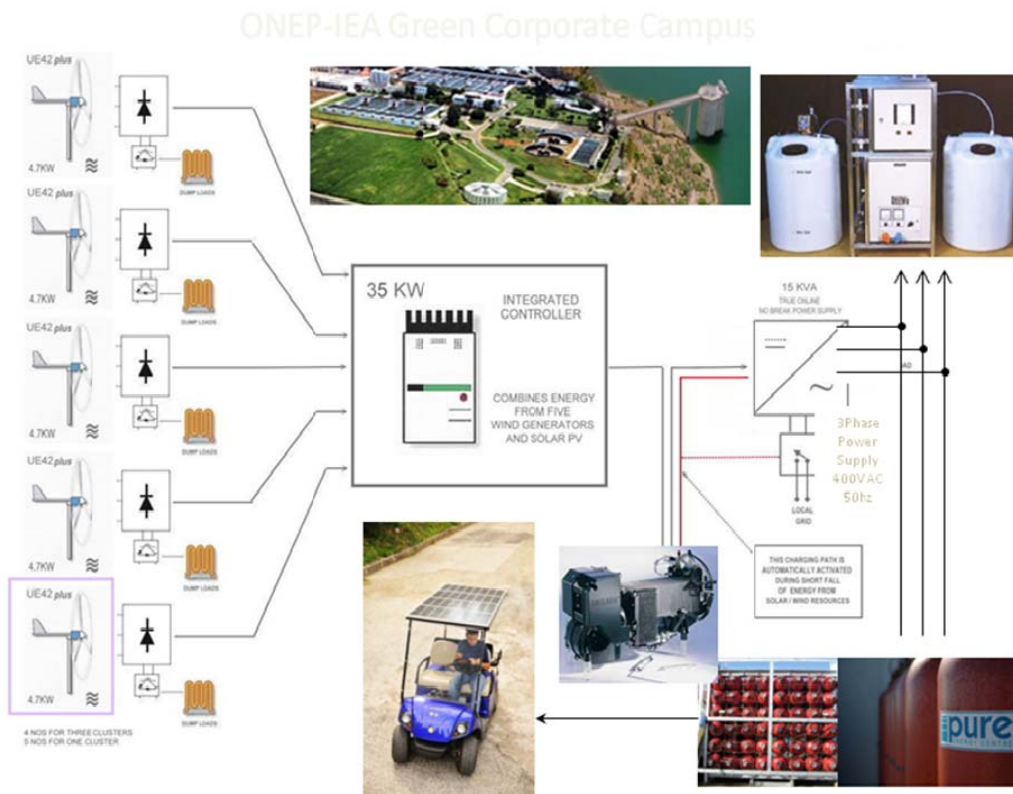 ONEP-IEA Green Corporate Campus
UE42 plus
4.7KW
DUMP LOADS
UE42 plus
4.7KW
DUMP LOADS
UE42 plus
4.7KW
DUMP LOADS
UE42 plus
4.7KW
DUMP LOADS
UE42 plus
4.7KW
DUMP LOADS
4 NOS FOR THREE CLUSTERS
5 NOS FOR ONE CLUSTER
35 KW
INTEGRATED
CONTROLLER
COMBINES ENERGY
FROM FIVE
WIND GENERATORS
AND SOLAR PV
15 KVA
TRUE ONLINE
NO BREAK POWER SUPPLY
3Phase
Power
Supply
400VAC
50hz
LOCAL
GRID
THIS CHARGING PATH IS
AUTOMATICALLY ACTIVATED
DURING SHORT FALL
OF ENERGY FROM
SOLAR / WIND RESOURCES
pure
ENERGY CENTRE